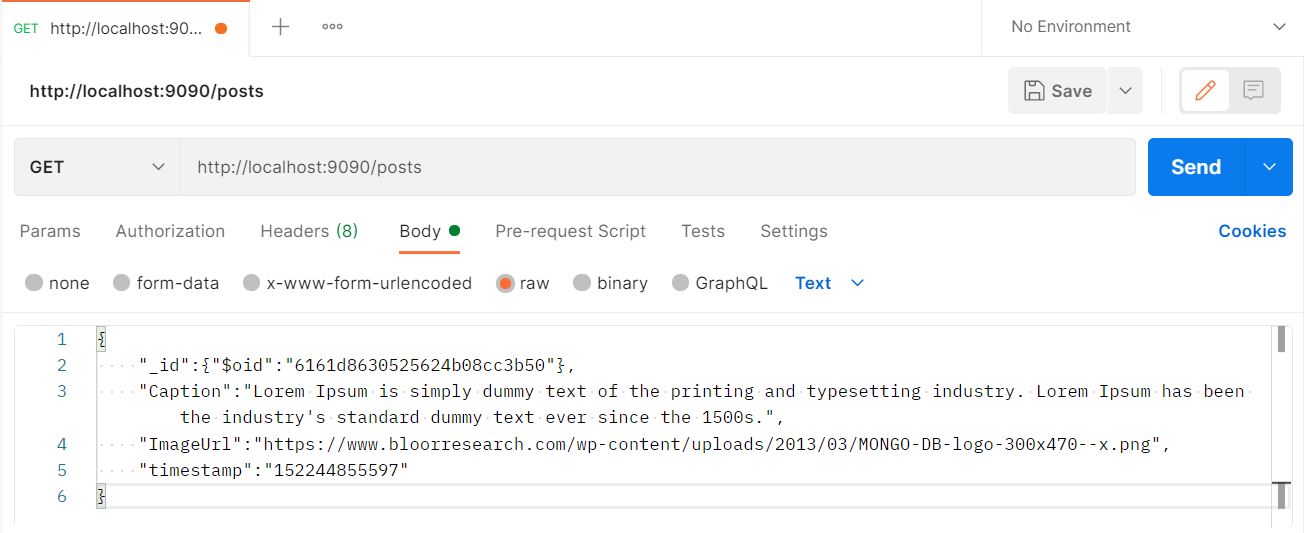 GET http://localhost:90...
No Environment
http://localhost:9090/posts
Save
GET http://localhost:9090/posts
Send
Params Authorization Headers (8) Body Pre-request Script Tests Settings Cookies
none form-data x-www-form-urlencoded raw binary GraphQL Text
1 {
2 "_id":{"$oid":"6161d8630525624b08cc3b50"},
3 "Caption":"Lorem Ipsum is simply dummy text of the printing and typesetting industry. Lorem Ipsum has been
the industry's standard dummy text ever since the 1500s.",
4 "ImageUrl":"https://www.bloorresearch.com/wp-content/uploads/2013/03/MONGO-DB-logo-300x470--x.png",
5 "timestamp":"152244855597"
6 }